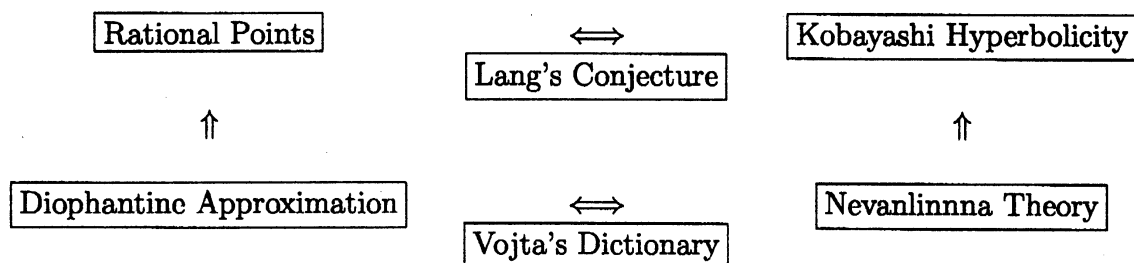 Rational Points ⟺ Kobayashi Hyperbolicity
Lang's Conjecture
⇑ ⇑
Diophantine Approximation ⟺ Nevanlinnna Theory
Vojta's Dictionary